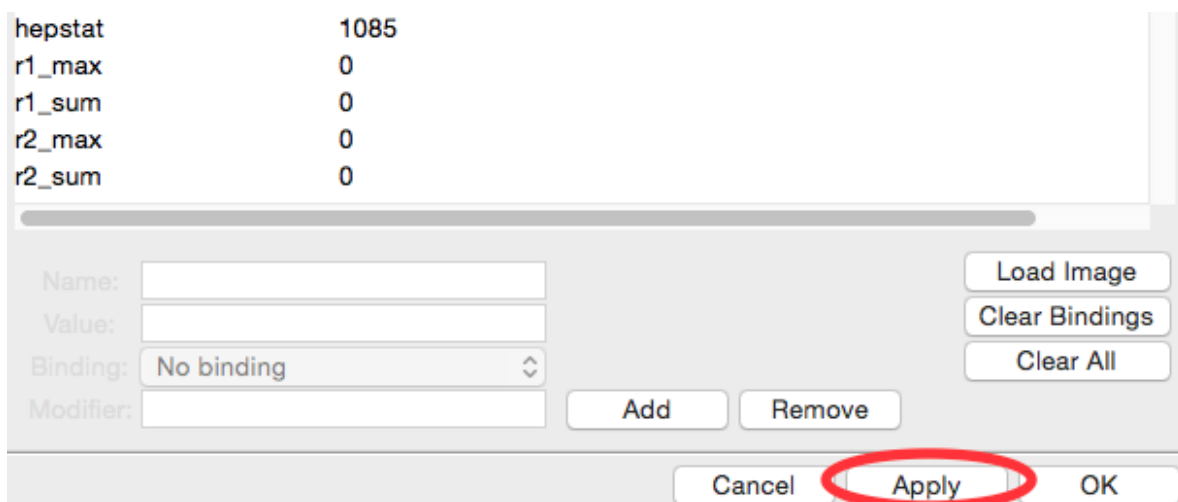 hepstat 1085
r1_max 0
r1_sum 0
r2_max 0
r2_sum 0
Name:
Load Image
Value:
Clear Bindings
Binding: No binding
Clear All
Modifier:
Add Remove
Cancel Apply OK